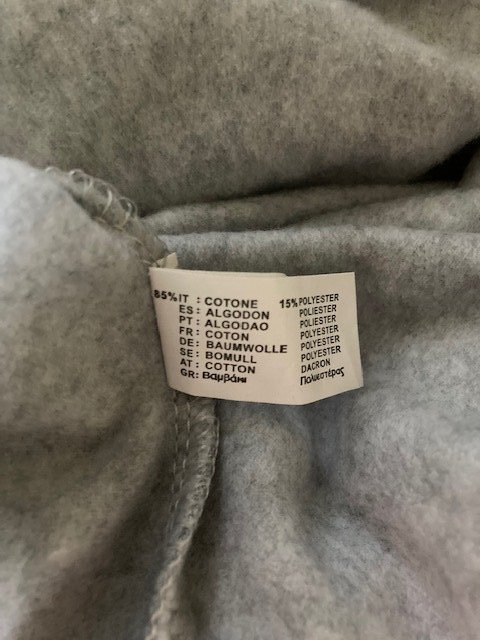 85% IT : COTONE 15% POLYESTER
ES: ALGODON POLIESTER
PT: ALGODAO POLIESTER
FR: COTON POLYESTER
DE: BAUMWOLLE POLYESTER
SE: BOMULL POLYESTER
AT: COTTON DACRON
GR: Βαμβάκι Πολυεστέρας